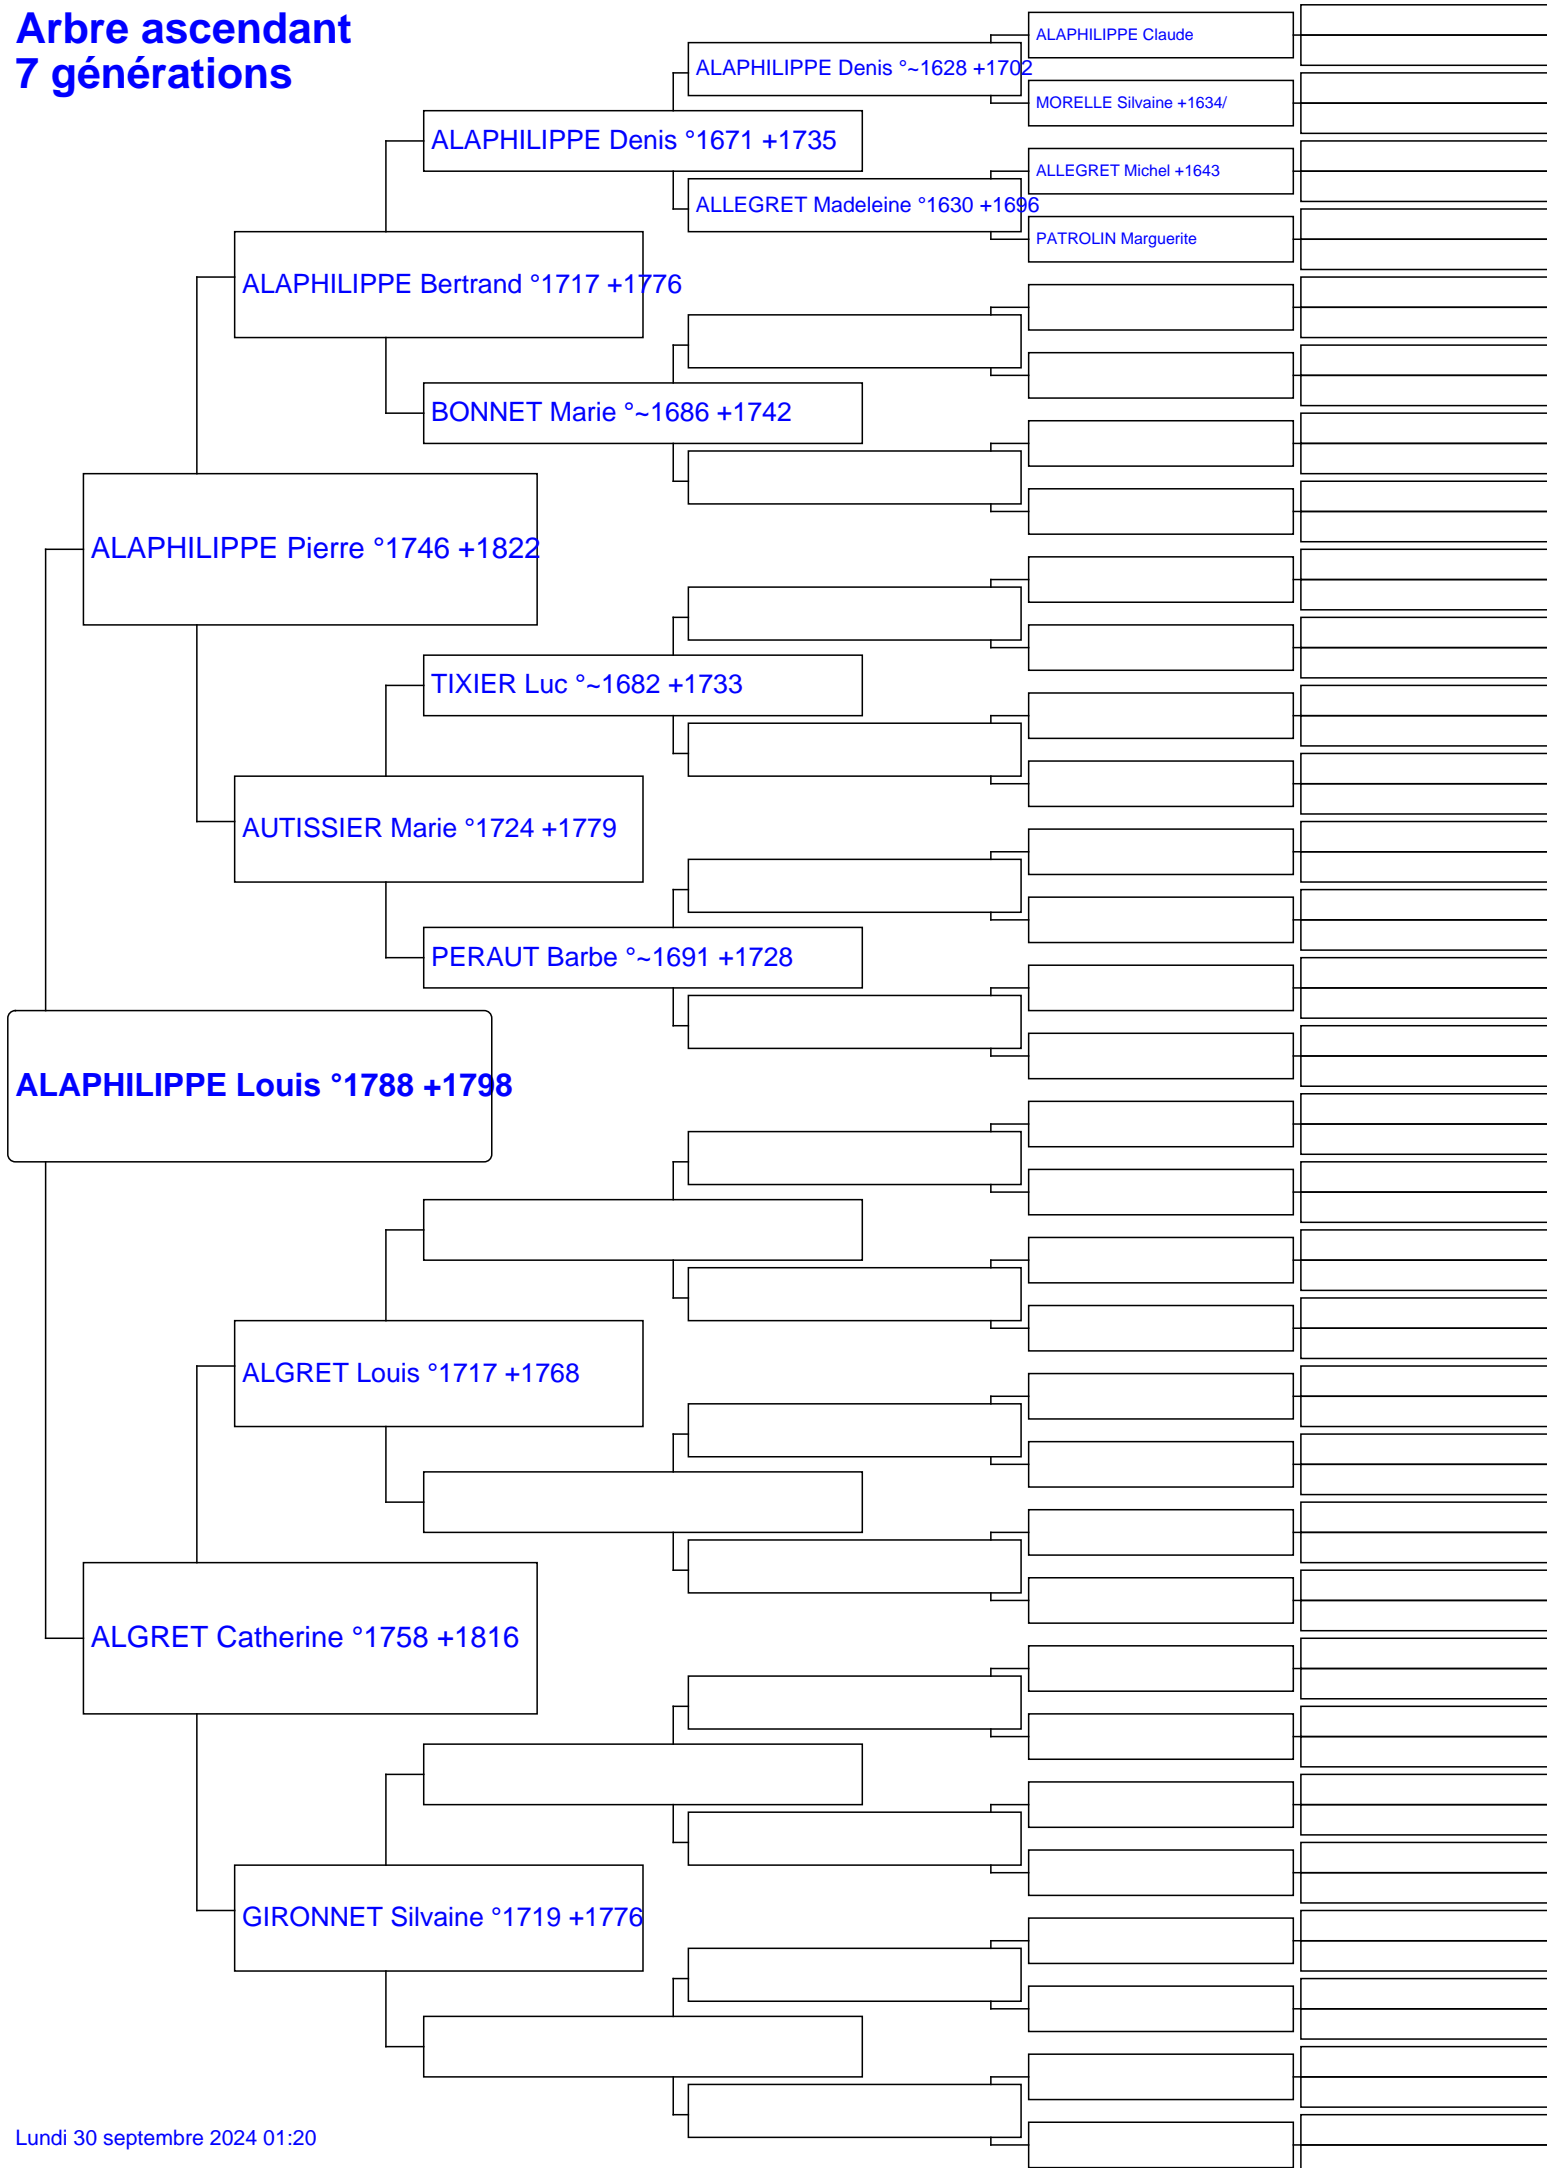 Arbre ascendant
7 générations
ALAPHILIPPE Claude
ALAPHILIPPE Denis °~1628 +1702
MORELLE Silvaine +1634/
ALAPHILIPPE Denis °1671 +1735
ALLEGRET Michel +1643
ALLEGRET Madeleine °1630 +1696
PATROLIN Marguerite
ALAPHILIPPE Bertrand °1717 +1776
BONNET Marie °~1686 +1742
ALAPHILIPPE Pierre °1746 +1822
TIXIER Luc °~1682 +1733
AUTISSIER Marie °1724 +1779
PERAUT Barbe °~1691 +1728
ALAPHILIPPE Louis °1788 +1798
ALGRET Louis °1717 +1768
ALGRET Catherine °1758 +1816
GIRONNET Silvaine °1719 +1776
Lundi 30 septembre 2024 01:20